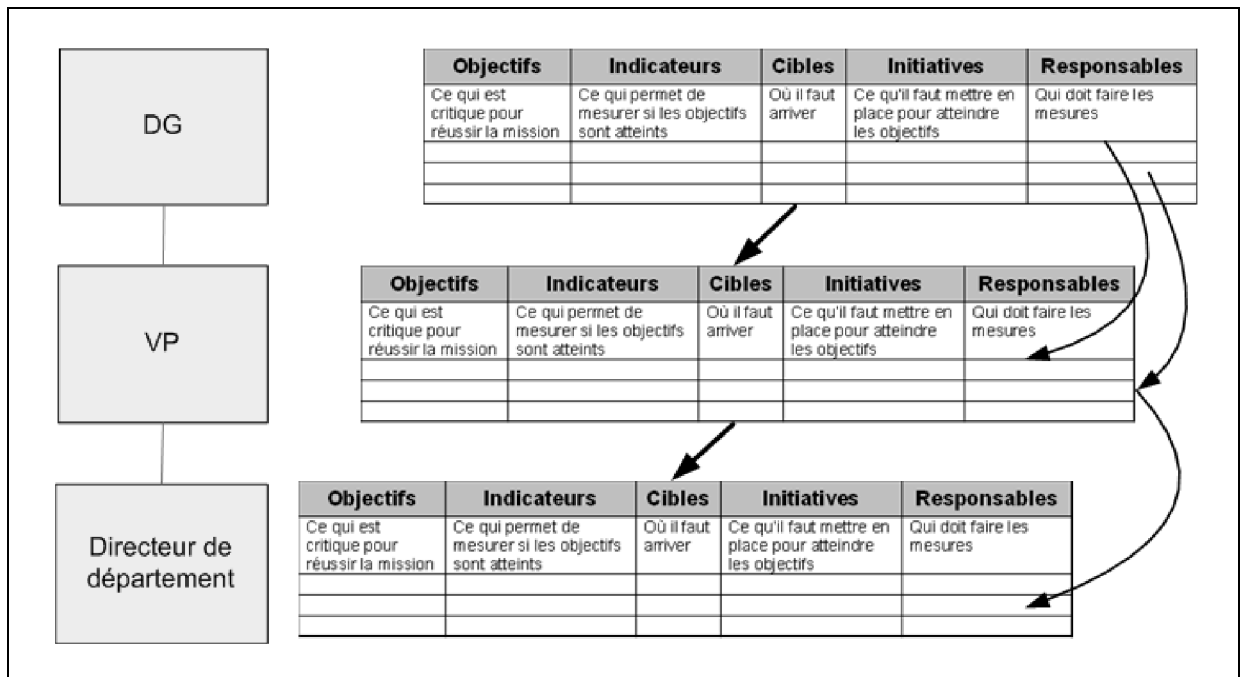 DG
Objectifs Indicateurs Cibles Initiatives Responsables
Ce qui est Ce qui permet de Où il faut Ce qu'il faut mettre en Qui doit faire les
critique pour mesurer si les objectifs arriver place pour atteindre mesures
réussir la mission sont atteints les objectifs
VP
Objectifs Indicateurs Cibles Initiatives Responsables
Ce qui est Ce qui permet de Où il faut Ce qu'il faut mettre en Qui doit faire les
critique pour mesurer si les objectifs arriver place pour atteindre mesures
réussir la mission sont atteints les objectifs
Directeur de
département
Objectifs Indicateurs Cibles Initiatives Responsables
Ce qui est Ce qui permet de Où il faut Ce qu'il faut mettre en Qui doit faire les
critique pour mesurer si les objectifs arriver place pour atteindre mesures
réussir la mission sont atteints les objectifs